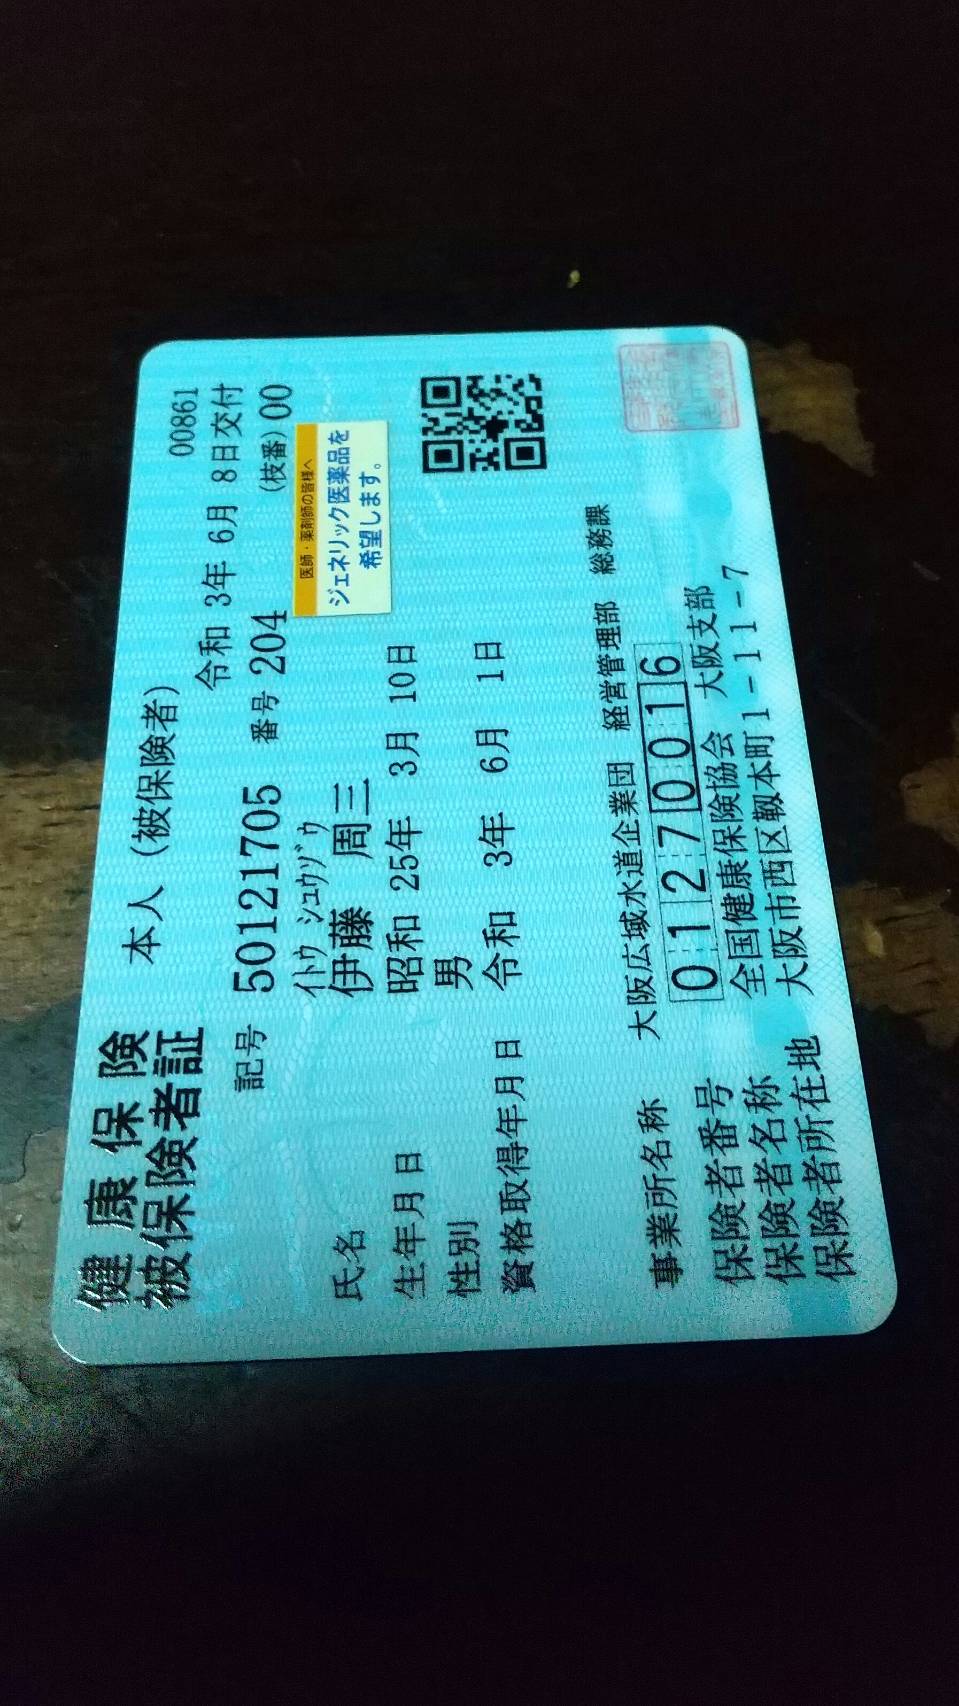 健康保険
被保険者証
本人（被保険者）
00861
令和 3年 6月 8日交付
記号 50121705 番号 204 (枝番) 00
ｲﾄｳ ｼﾕｳｿﾞｳ
氏名 伊藤 周三
生年月日 昭和 25年 3月 10日
性別 男
資格取得年月日 令和 3年 6月 1日
医師・薬剤師の皆様へ
ジェネリック医薬品を
希望します。
事業所名称 大阪広域水道企業団 経営管理部 総務課
保険者番号 01270016
保険者名称 全国健康保険協会 大阪支部
保険者所在地 大阪市西区靱本町1－11－7